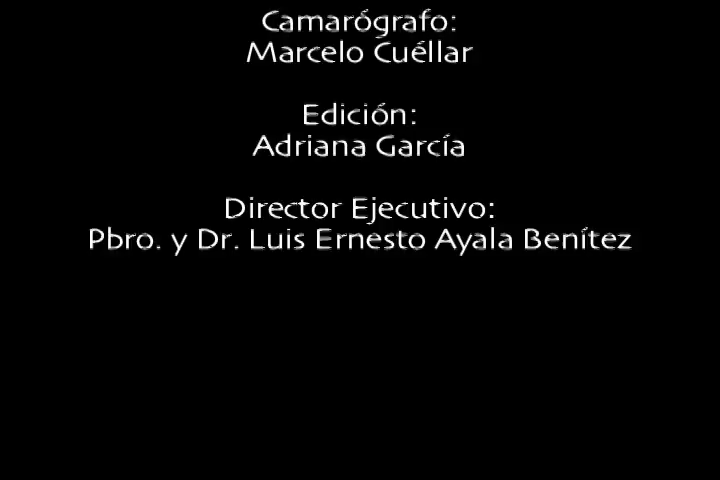 Camarógrafo:
Marcelo Cuéllar
Edición:
Adriana García
Director Ejecutivo:
Pbro. y Dr. Luis Ernesto Ayala Benítez